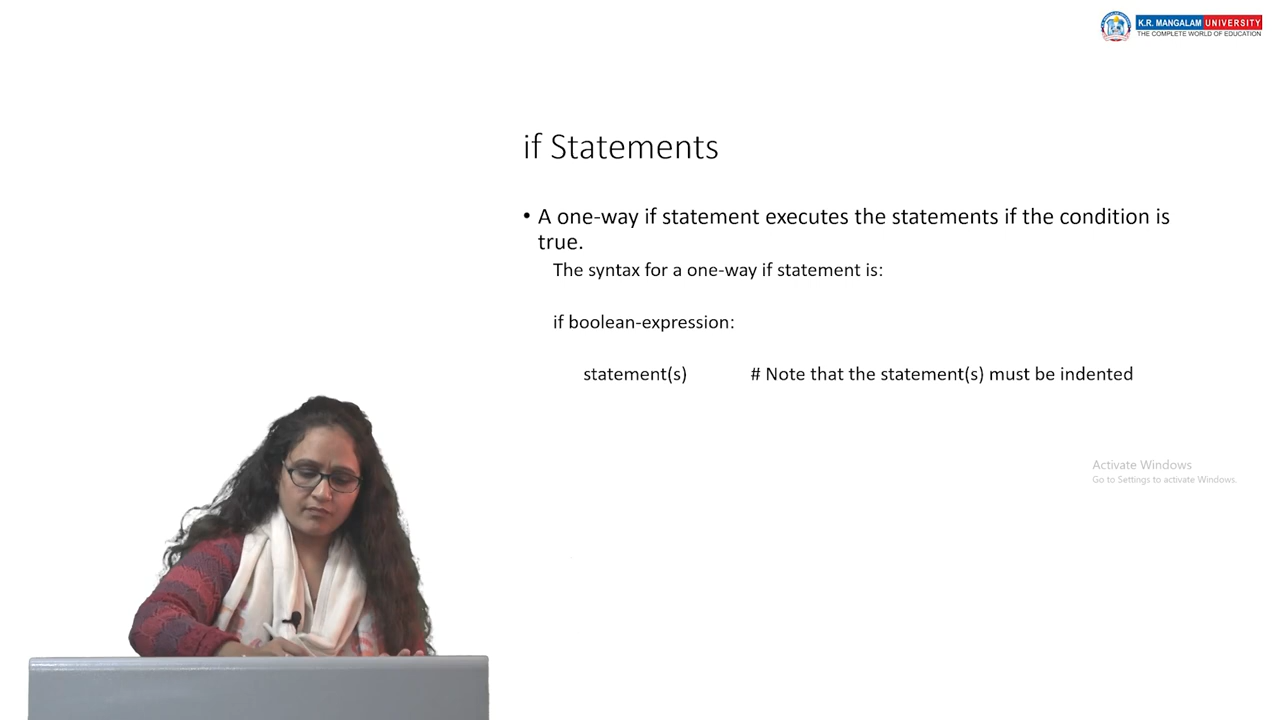 K.R. MANGALAM UNIVERSITY
THE COMPLETE WORLD OF EDUCATION
if Statements
• A one-way if statement executes the statements if the condition is
true.
The syntax for a one-way if statement is:
if boolean-expression:
statement(s) # Note that the statement(s) must be indented
Activate Windows
Go to Settings to activate Windows.